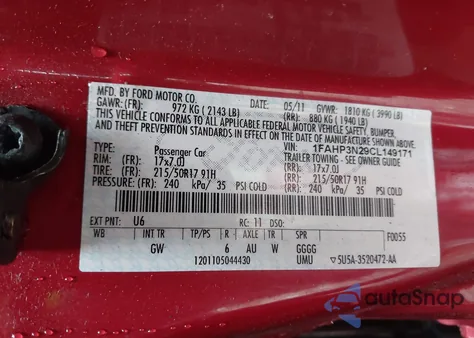 MFD. BY FORD MOTOR CO.
DATE: 05/11 GVWR: 1810 KG ( 3990 LB)
GAWR: (FR): 972 KG ( 2143 LB) (RR): 880 KG ( 1940 LB)
THIS VEHICLE CONFORMS TO ALL APPLICABLE FEDERAL MOTOR VEHICLE SAFETY, BUMPER,
AND THEFT PREVENTION STANDARDS IN EFFECT ON THE DATE OF MANUFACTURE SHOWN ABOVE.
VIN: 1FAHP3N29CL149171
TYPE: Passenger Car TRAILER TOWING - SEE OWNER GUIDE
RIM: (FR): 17x7.0J (RR): 17x7.0J
TIRE: (FR): 215/50R17 91H (RR): 215/50R17 91H
PSI COLD (FR): 240 kPa/ 35 PSI COLD (RR): 240 kPa/ 35 PSI COLD
EXT PNT: U6 RC: 11 DSO:
WB INT TR TP/PS R AXLE TR SPR F0055
GW 6 AU W GGGG
1201105044430 UMU ▽5U5A-3520472-AA
autoSnap